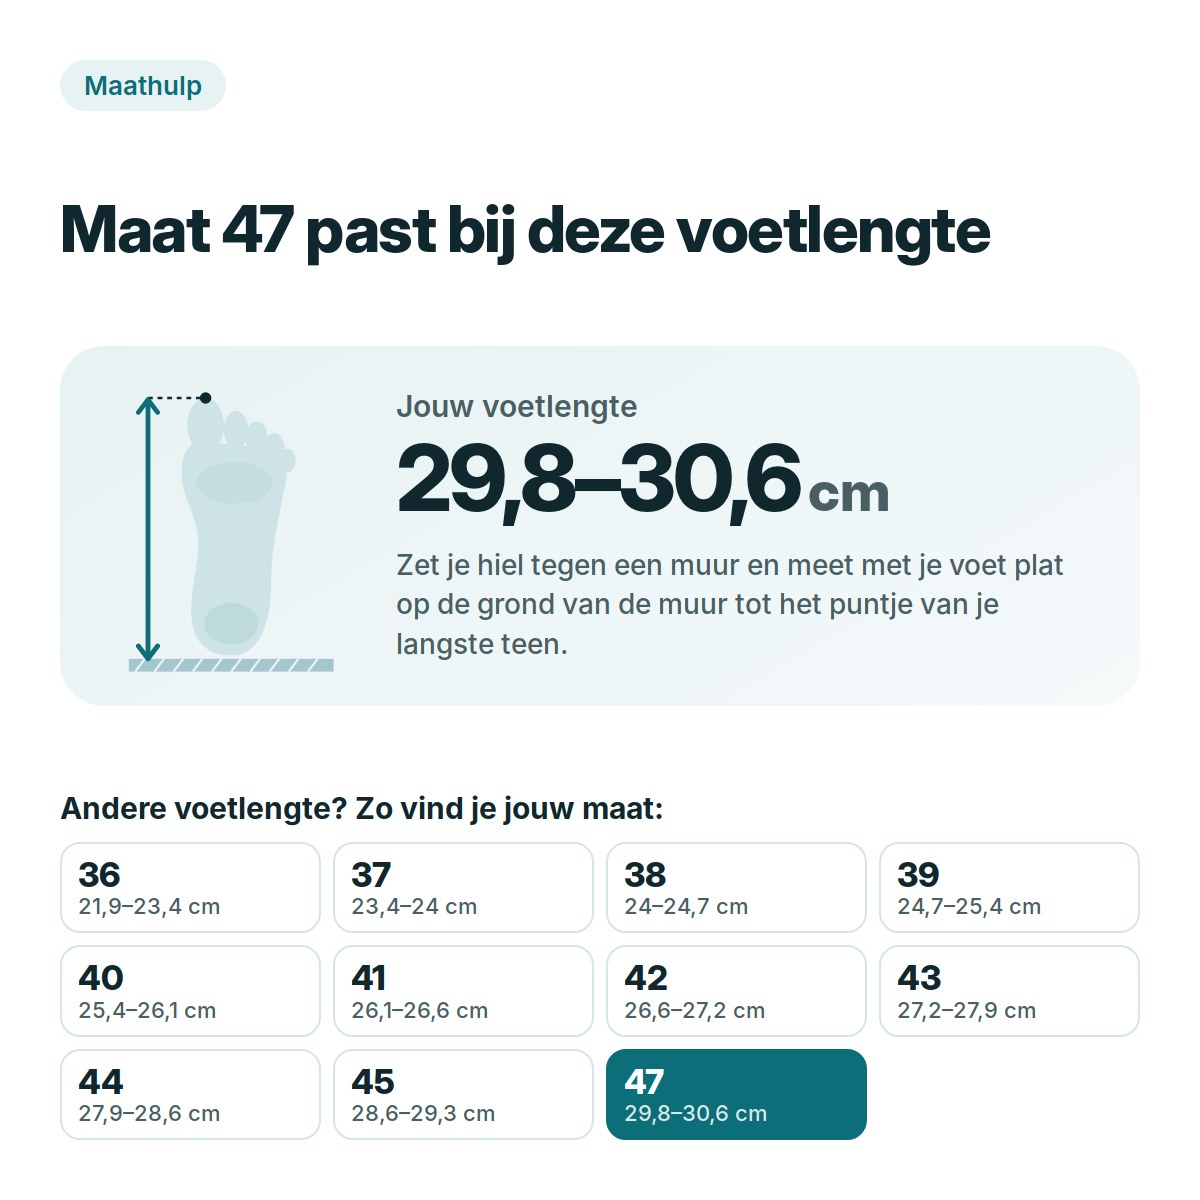 Maathulp
Maat 47 past bij deze voetlengte
Jouw voetlengte
29,8–30,6 cm
Zet je hiel tegen een muur en meet met je voet plat
op de grond van de muur tot het puntje van je
langste teen.
Andere voetlengte? Zo vind je jouw maat:
36
21,9–23,4 cm
37
23,4–24 cm
38
24–24,7 cm
39
24,7–25,4 cm
40
25,4–26,1 cm
41
26,1–26,6 cm
42
26,6–27,2 cm
43
27,2–27,9 cm
44
27,9–28,6 cm
45
28,6–29,3 cm
47
29,8–30,6 cm